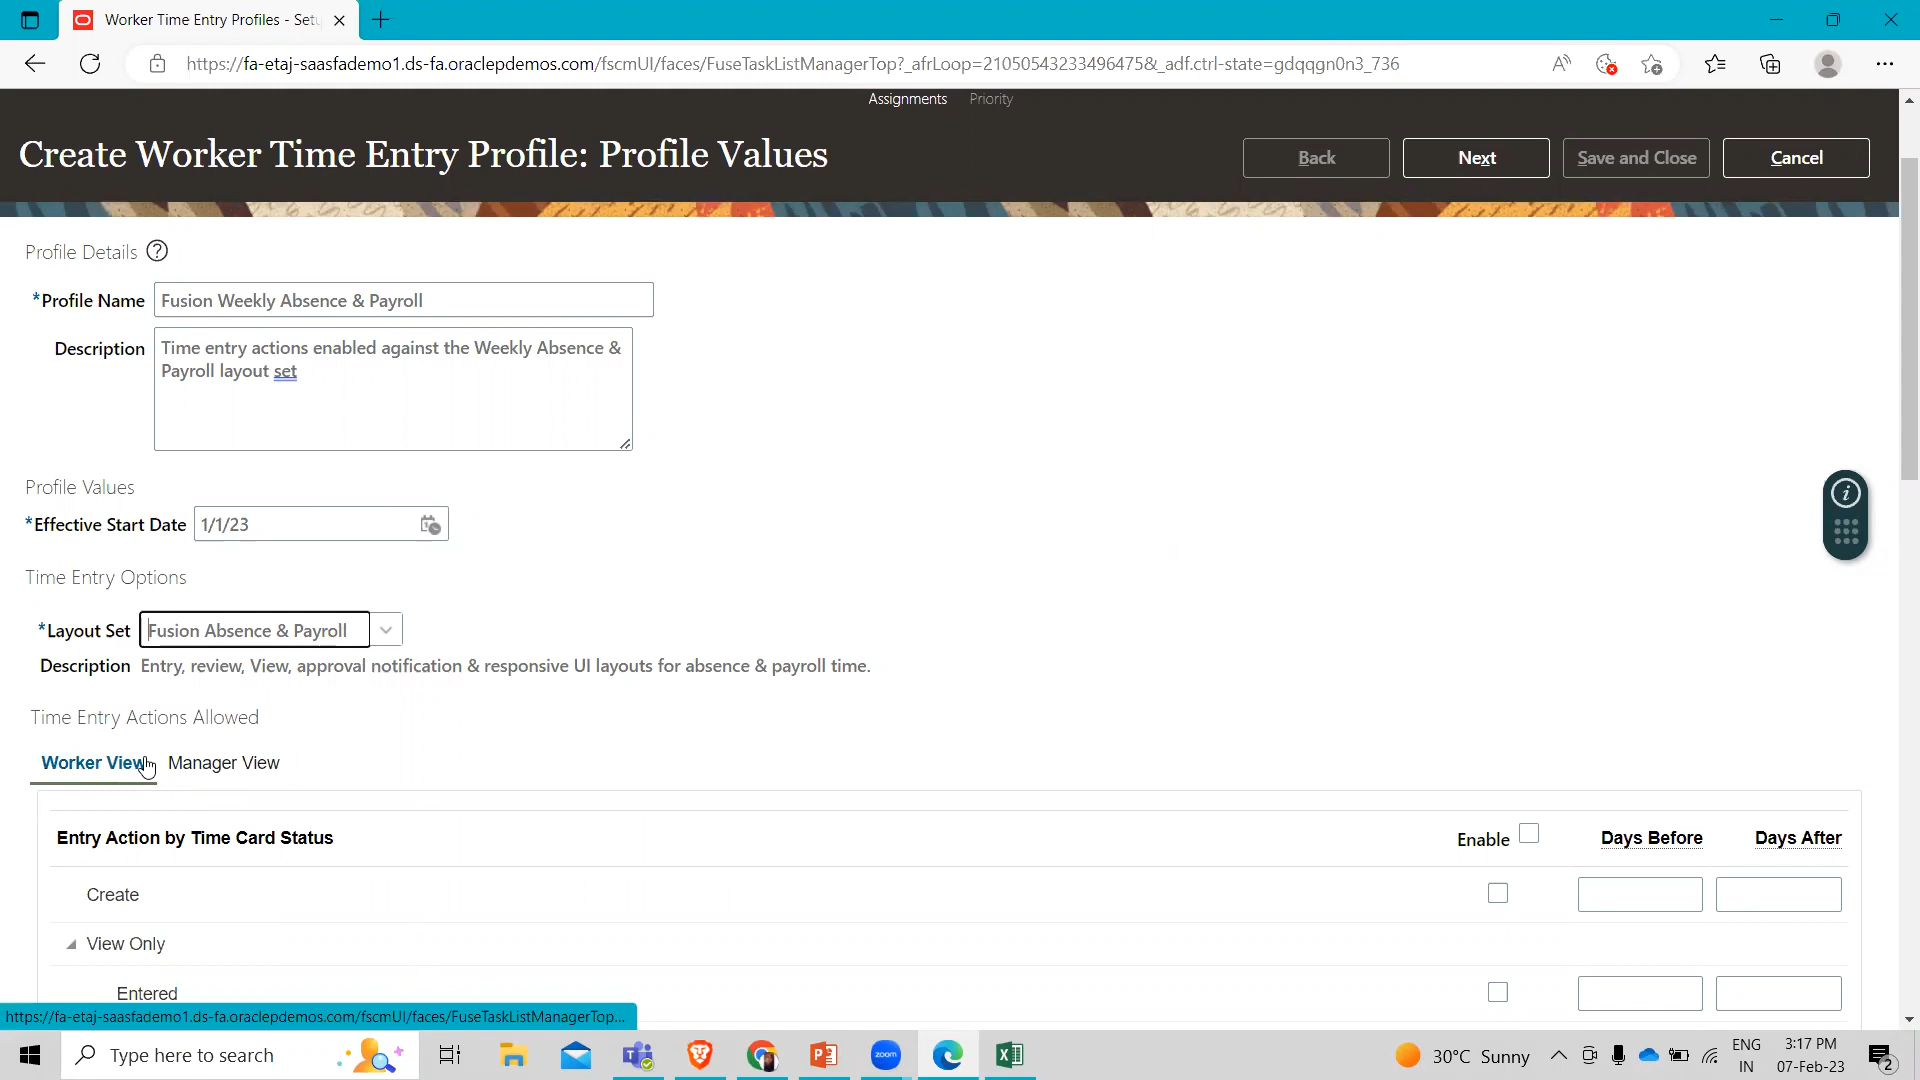 Worker Time Entry Profiles - Setu
https://fa-etaj-saasfademo1.ds-fa.oraclepdemos.com/fscmUI/faces/FuseTaskListManagerTop?_afrLoop=2105054323349 6475&_adf.ctrl-state=gdqqgn0n3_736
Assignments Priority
Create Worker Time Entry Profile: Profile Values
Back Next Save and Close Cancel
Profile Details ?
*Profile Name Fusion Weekly Absence & Payroll
Description Time entry actions enabled against the Weekly Absence &
Payroll layout set
Profile Values
*Effective Start Date 1/1/23
Time Entry Options
*Layout Set Fusion Absence & Payroll
Description Entry, review, View, approval notification & responsive UI layouts for absence & payroll time.
Time Entry Actions Allowed
Worker View Manager View
Entry Action by Time Card Status Enable Days Before Days After
Create
View Only
Entered
https://fa-etaj-saasfademo1.ds-fa.oraclepdemos.com/fscmUI/faces/FuseTaskListManagerTop...
Type here to search
zoom
30°C Sunny
ENG
IN
3:17 PM
07-Feb-23
2